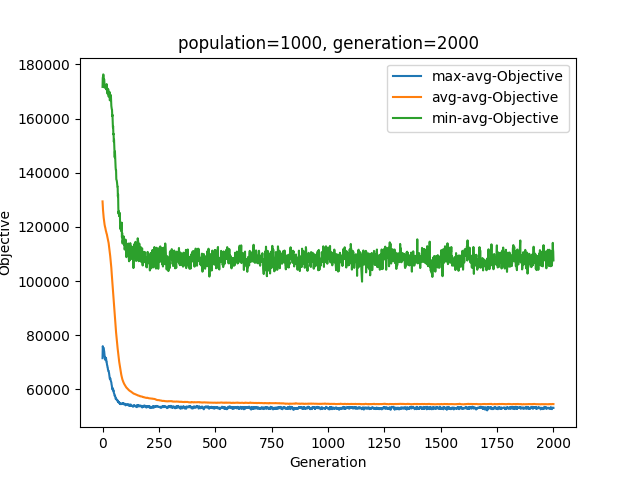 population=1000, generation=2000
max-avg-Objective
avg-avg-Objective
min-avg-Objective
180000
160000
140000
120000
100000
80000
60000
Objective
0 250 500 750 1000 1250 1500 1750 2000
Generation